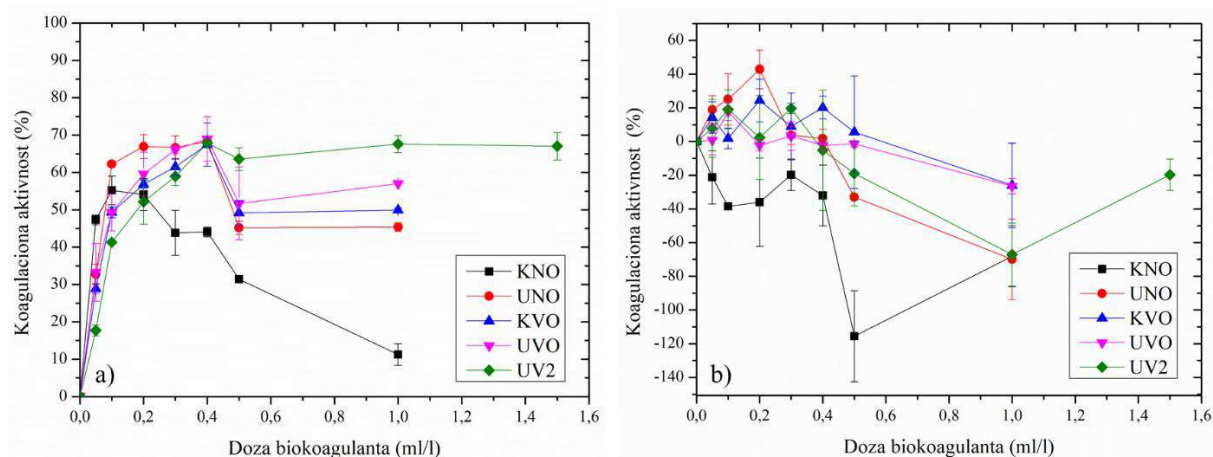 Koagulaciona aktivnost (%)
100
90
80
70
60
50
40
30
20
10
0
a)
KNO
UNO
KVO
UVO
UV2
0,0 0,2 0,4 0,6 0,8 1,0 1,2 1,4 1,6
Doza biokoagulanta (ml/l)
Koagulaciona aktivnost (%)
60
40
20
0
-20
-40
-60
-80
-100
-120
-140
b)
KNO
UNO
KVO
UVO
UV2
0,0 0,2 0,4 0,6 0,8 1,0 1,2 1,4 1,6
Doza biokoagulanta (ml/l)